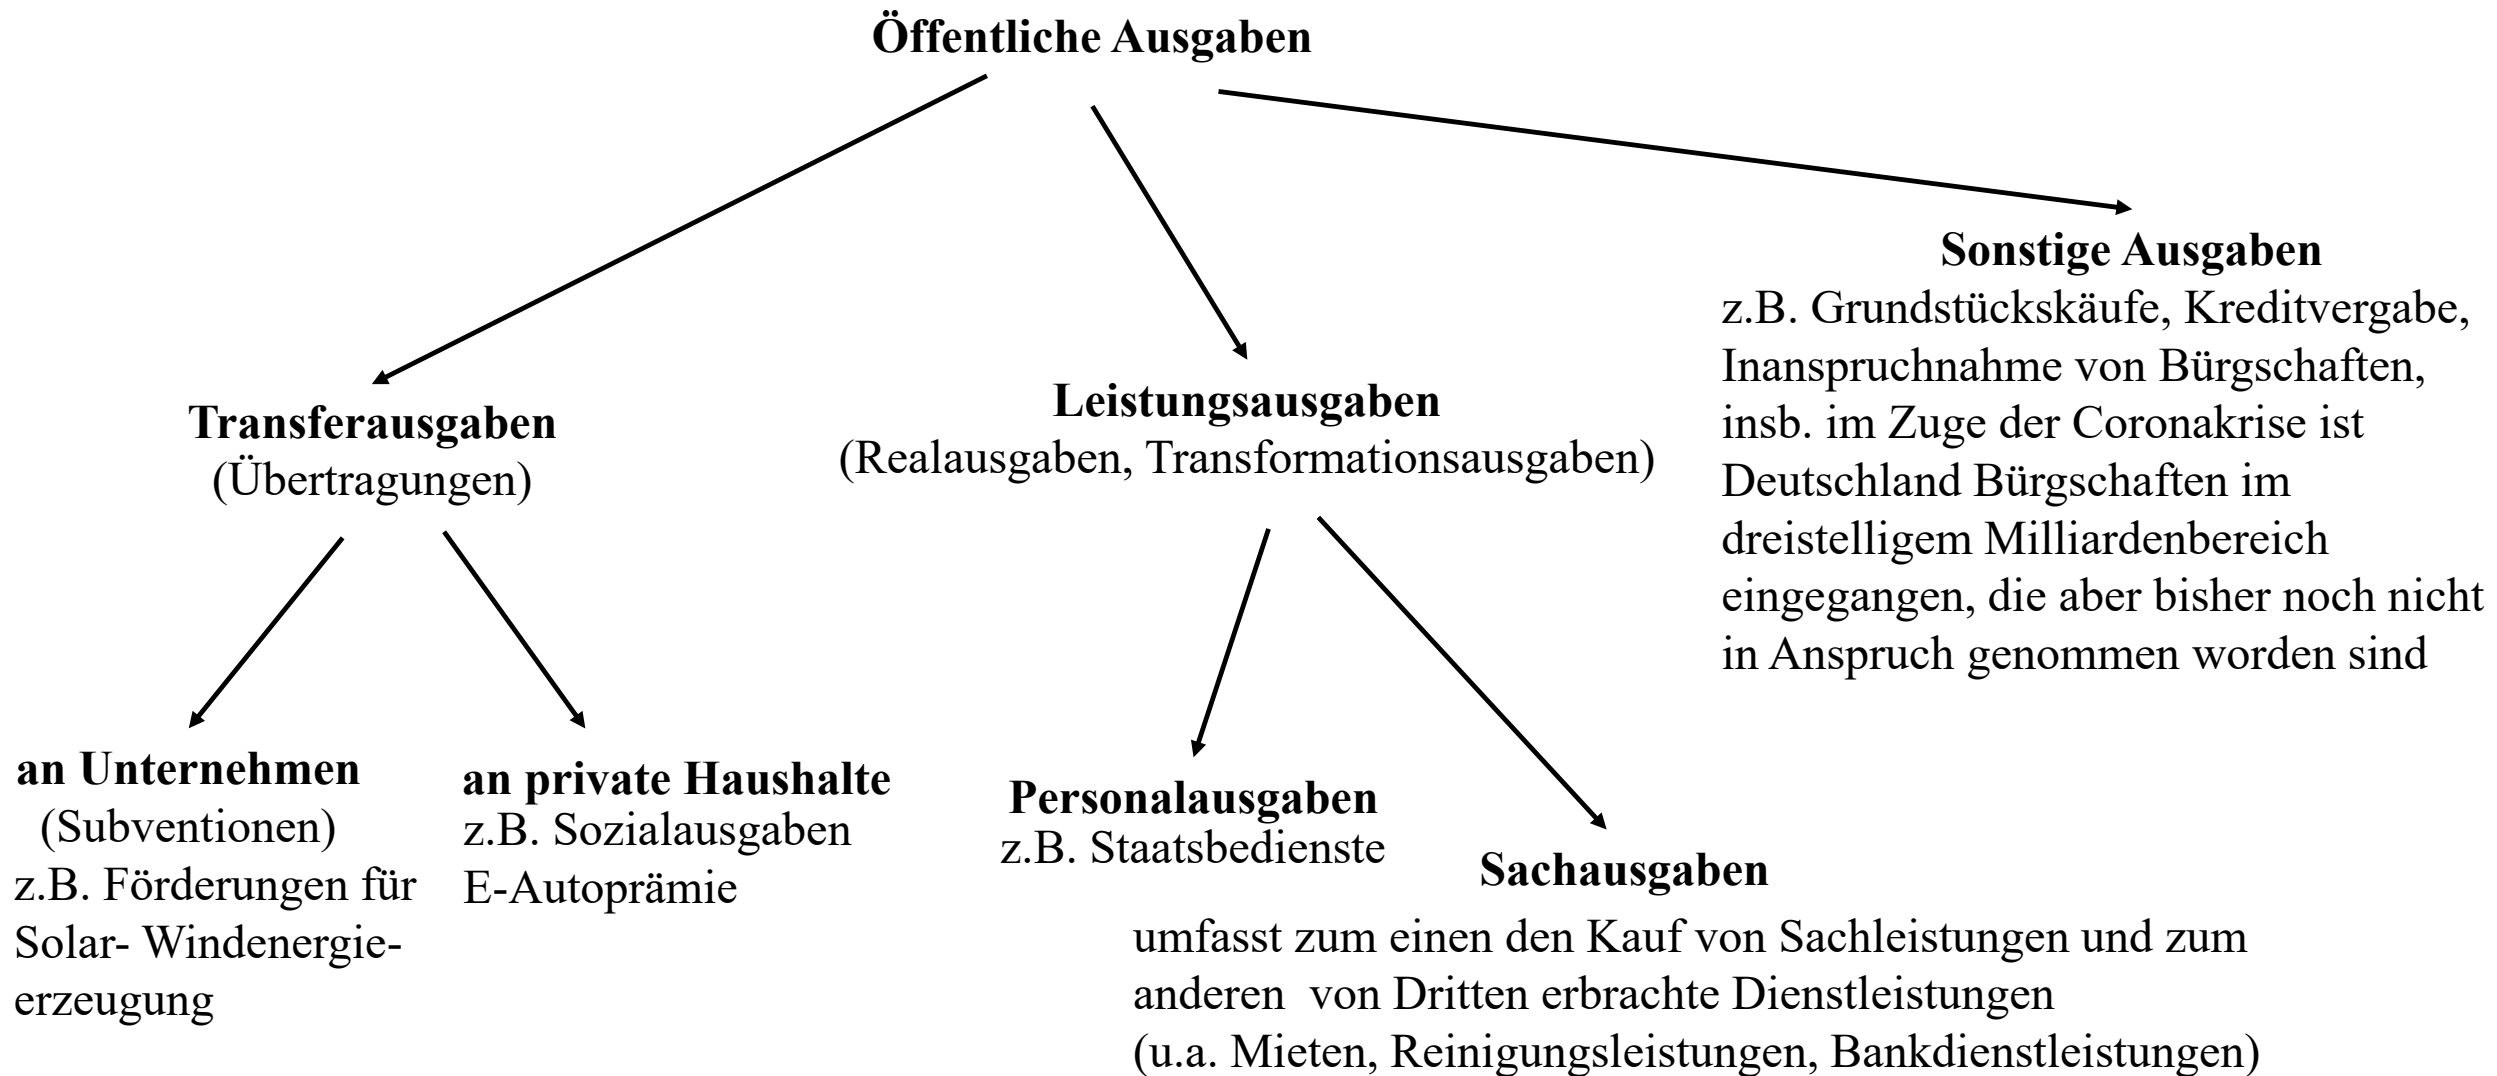 Öffentliche Ausgaben
Transferausgaben
(Übertragungen)
an Unternehmen
(Subventionen)
z.B. Förderungen für
Solar- Windenergie-
erzeugung
an private Haushalte
z.B. Sozialausgaben
E-Autoprämie
Leistungsausgaben
(Realausgaben, Transformationsausgaben)
Personalausgaben
z.B. Staatsbedienste
Sachausgaben
umfasst zum einen den Kauf von Sachleistungen und zum
anderen  von Dritten erbrachte Dienstleistungen
(u.a. Mieten, Reinigungsleistungen, Bankdienstleistungen)
Sonstige Ausgaben
z.B. Grundstückskäufe, Kreditvergabe,
Inanspruchnahme von Bürgschaften,
insb. im Zuge der Coronakrise ist
Deutschland Bürgschaften im
dreistelligem Milliardenbereich
eingegangen, die aber bisher noch nicht
in Anspruch genommen worden sind